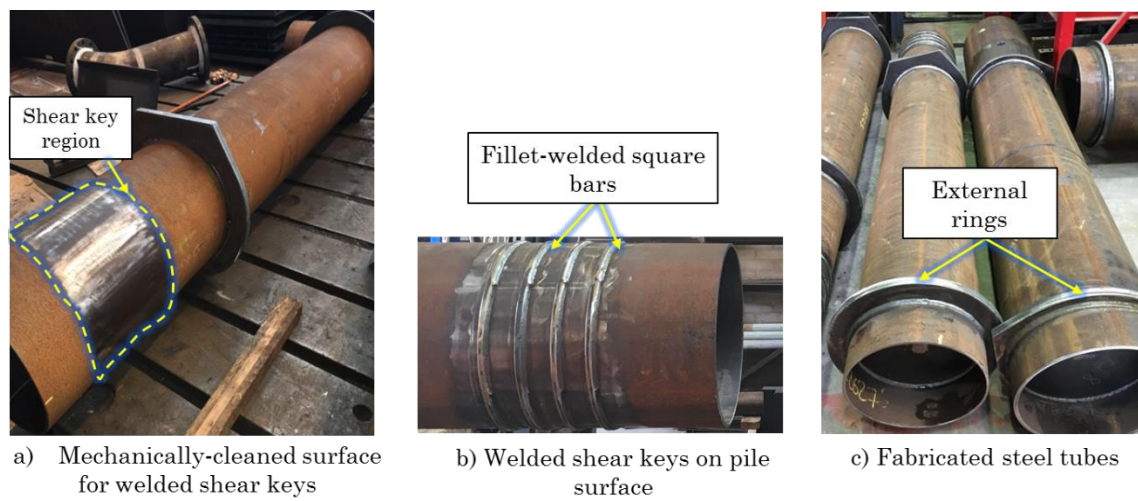 Shear key
region
a) Mechanically-cleaned surface
for welded shear keys
Fillet-welded square
bars
b) Welded shear keys on pile
surface
External
rings
c) Fabricated steel tubes